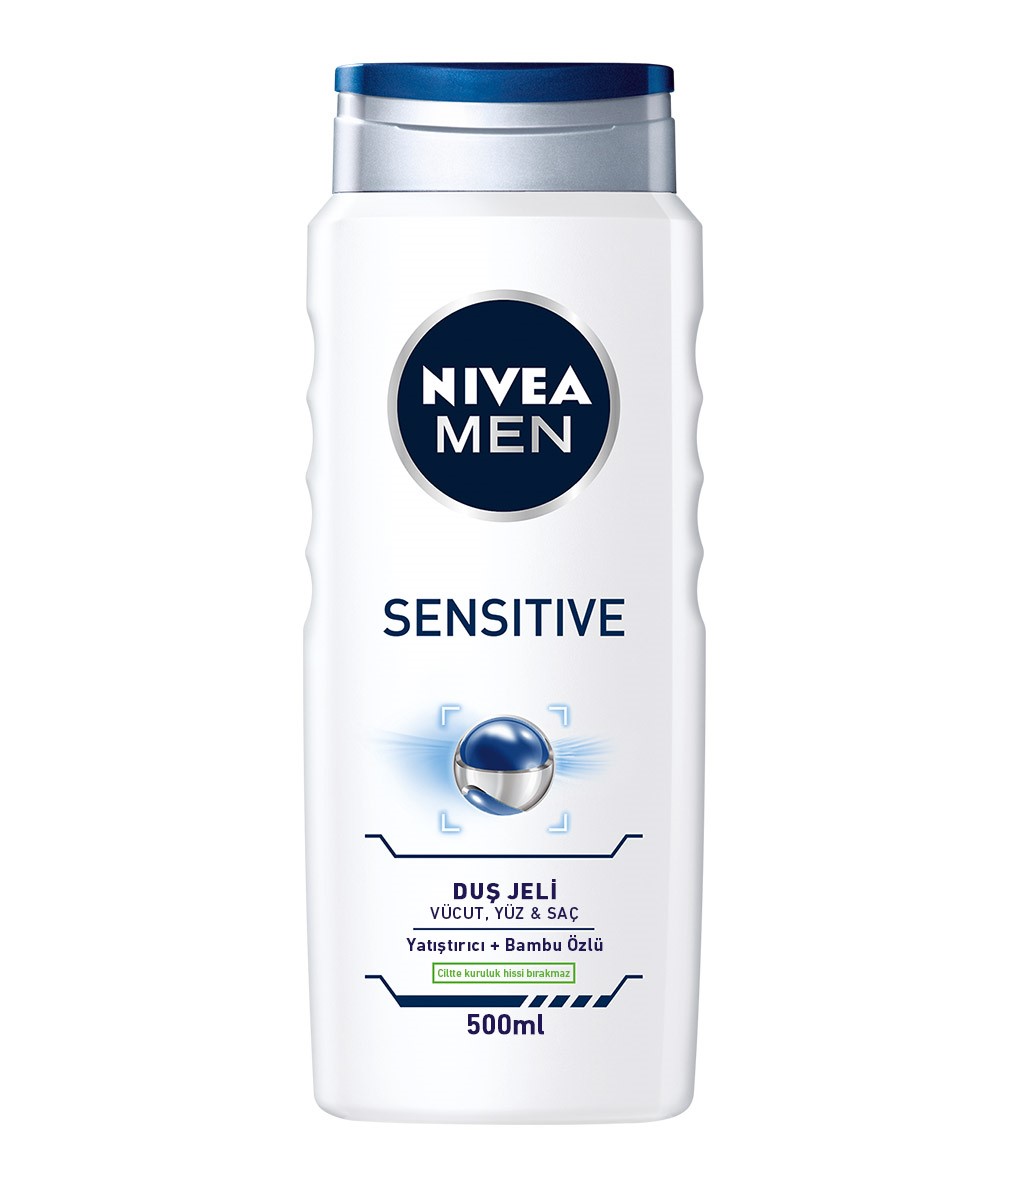 NIVEA
MEN
SENSITIVE
DUŞ JELİ
VÜCUT, YÜZ & SAÇ
Yatıştırıcı + Bambu Özlü
Ciltte kuruluk hissi bırakmaz
500ml